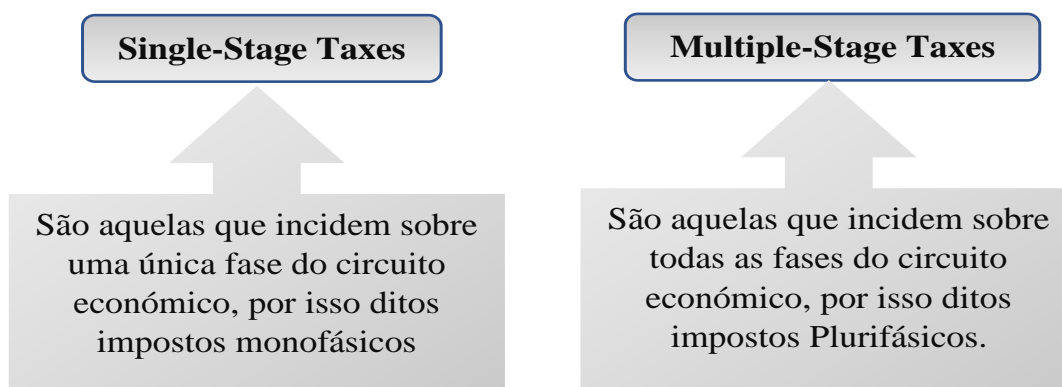 Single-Stage Taxes
São aquelas que incidem sobre
uma única fase do circuito
económico, por isso ditos
impostos monofásicos
Multiple-Stage Taxes
São aquelas que incidem sobre
todas as fases do circuito
económico, por isso ditos
impostos Plurifásicos.